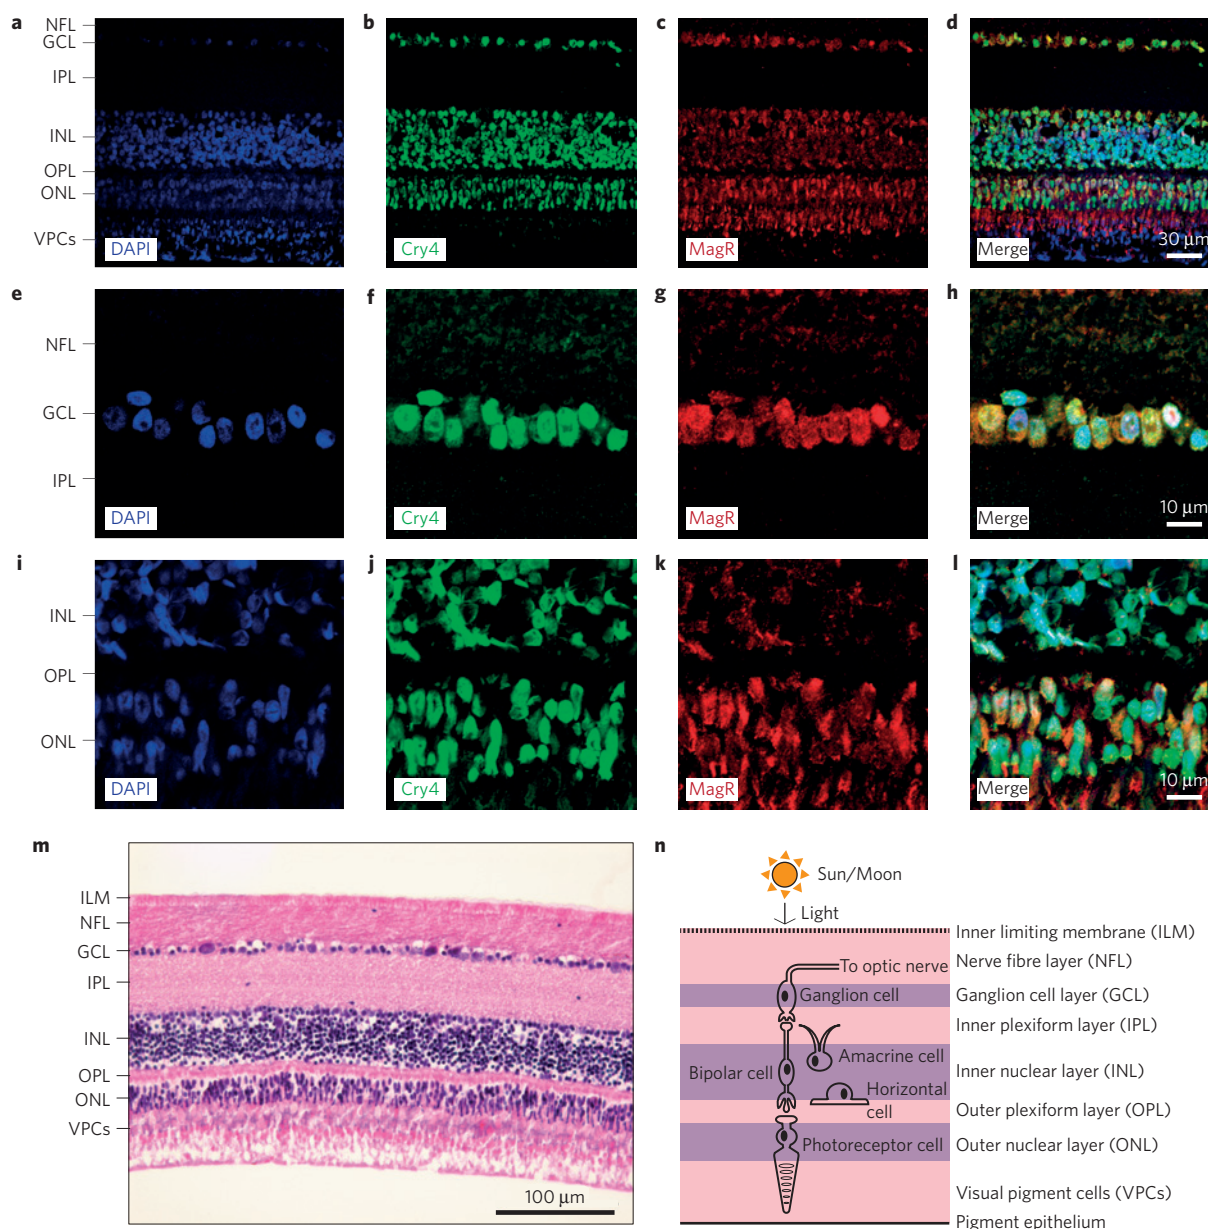 a
NFL
GCL
IPL
INL
OPL
ONL
VPCs
DAPI
b
Cry4
c
MagR
d
Merge
30 μm
e
NFL
GCL
IPL
DAPI
f
Cry4
g
MagR
h
Merge
10 μm
i
INL
OPL
ONL
DAPI
j
Cry4
k
MagR
l
Merge
10 μm
m
ILM
NFL
GCL
IPL
INL
OPL
ONL
VPCs
100 μm
n
Sun/Moon
Light
To optic nerve
Ganglion cell
Amacrine cell
Bipolar cell
Horizontal
cell
Photoreceptor cell
Inner limiting membrane (ILM)
Nerve fibre layer (NFL)
Ganglion cell layer (GCL)
Inner plexiform layer (IPL)
Inner nuclear layer (INL)
Outer plexiform layer (OPL)
Outer nuclear layer (ONL)
Visual pigment cells (VPCs)
Pigment epithelium